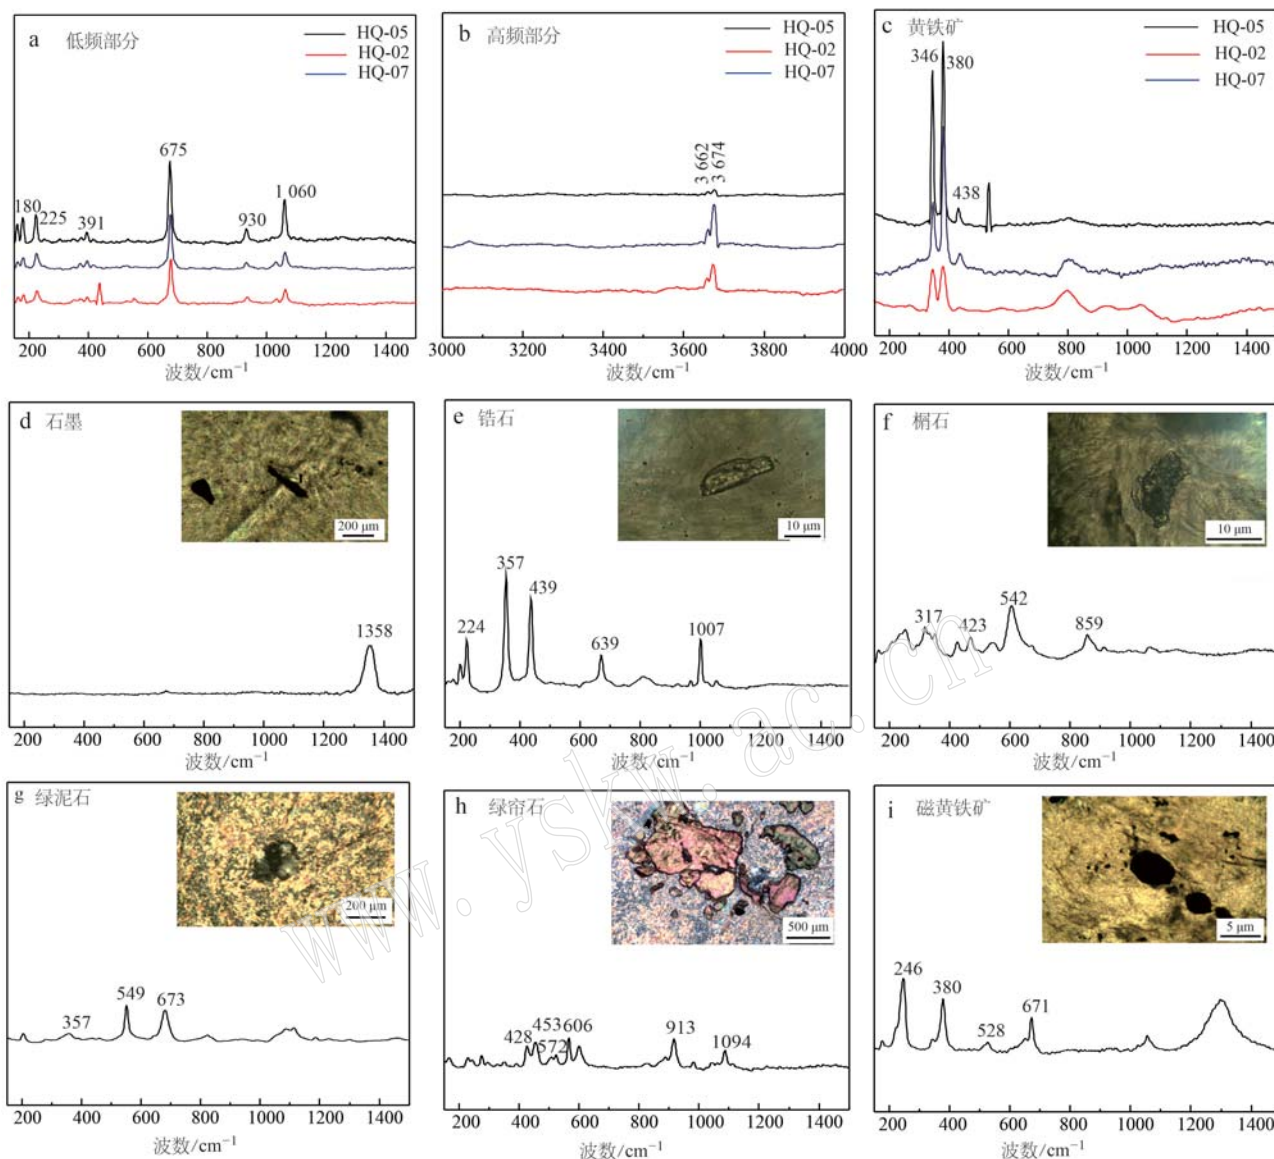 a 低频部分
HQ-05
HQ-02
HQ-07
675
180
225
391
930
1 060
200 400 600 800 1000 1200 1400
波数/cm⁻¹
b 高频部分
HQ-05
HQ-02
HQ-07
3 662
3 674
3000 3200 3400 3600 3800 4000
波数/cm⁻¹
c 黄铁矿
HQ-05
HQ-02
HQ-07
346 380
438
200 400 600 800 1000 1200 1400
波数/cm⁻¹
d 石墨
200 μm
1358
200 400 600 800 1000 1200 1400
波数/cm⁻¹
e 锆石
10 μm
357
439
224
639
1007
200 400 600 800 1000 1200 1400
波数/cm⁻¹
f 榍石
10 μm
317
423
542
859
200 400 600 800 1000 1200 1400
波数/cm⁻¹
g 绿泥石
200 μm
357
549
673
200 400 600 800 1000 1200 1400
波数/cm⁻¹
h 绿帘石
500 μm
428
453
572
606
913
1094
200 400 600 800 1000 1200 1400
波数/cm⁻¹
i 磁黄铁矿
5 μm
246
380
528
671
200 400 600 800 1000 1200 1400
波数/cm⁻¹
www.yskw.ac.cn